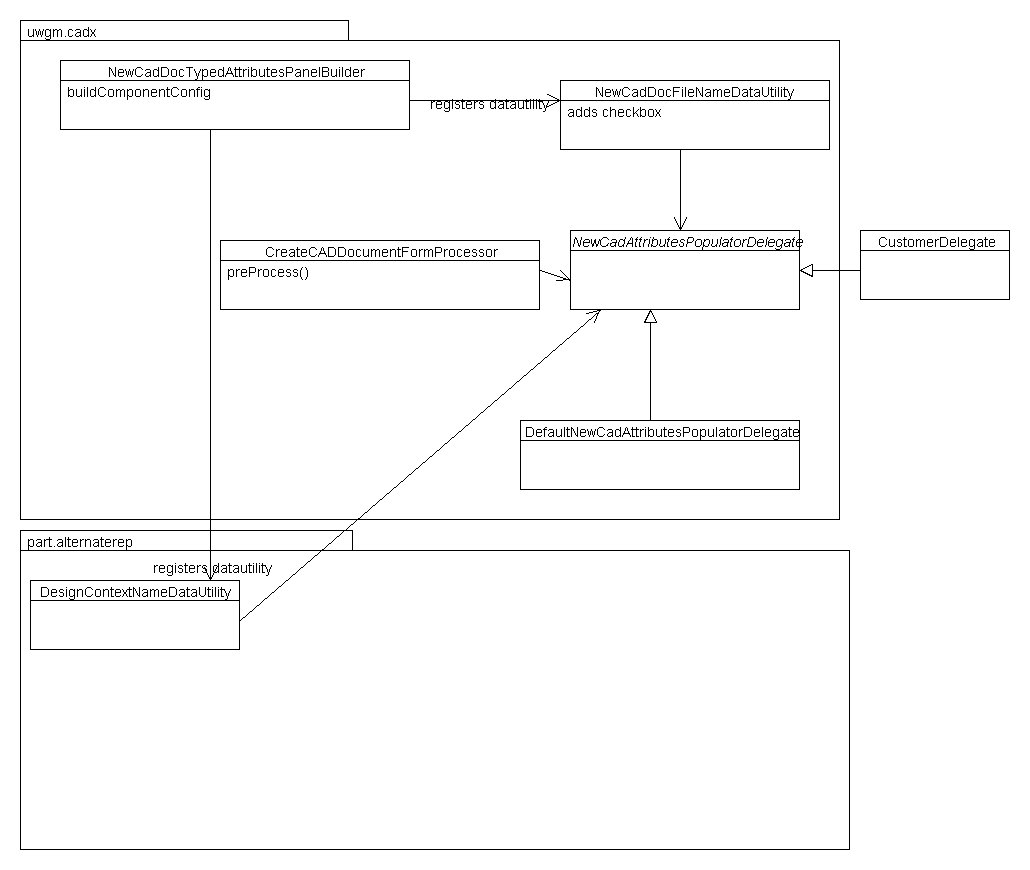 uwgm.cadx
NewCadDocTypedAttributesPanelBuilder
buildComponentConfig
registers datautility
NewCadDocFileNameDataUtility
adds checkbox
CreateCADDocumentFormProcessor
preProcess()
NewCadAttributesPopulatorDelegate
CustomerDelegate
DefaultNewCadAttributesPopulatorDelegate
part.alternaterep
registers datautility
DesignContextNameDataUtility